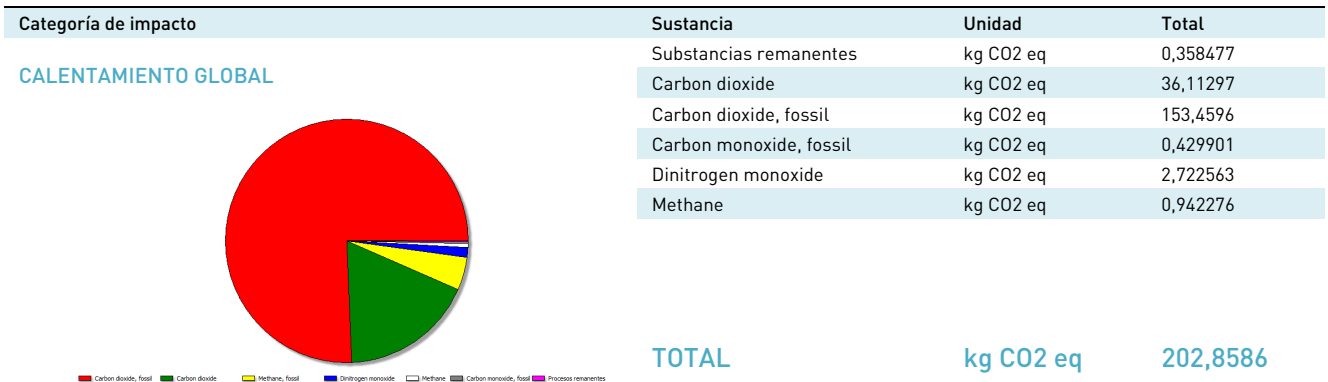 Categoría de impacto Sustancia Unidad Total
CALENTAMIENTO GLOBAL
Substancias remanentes kg CO2 eq 0,358477
Carbon dioxide kg CO2 eq 36,11297
Carbon dioxide, fossil kg CO2 eq 153,4596
Carbon monoxide, fossil kg CO2 eq 0,429901
Dinitrogen monoxide kg CO2 eq 2,722563
Methane kg CO2 eq 0,942276
TOTAL kg CO2 eq 202,8586
Carbon dioxide, fossil Carbon dioxide Methane, fossil Dinitrogen monoxide Methane Carbon monoxide, fossil Procesos remanentes